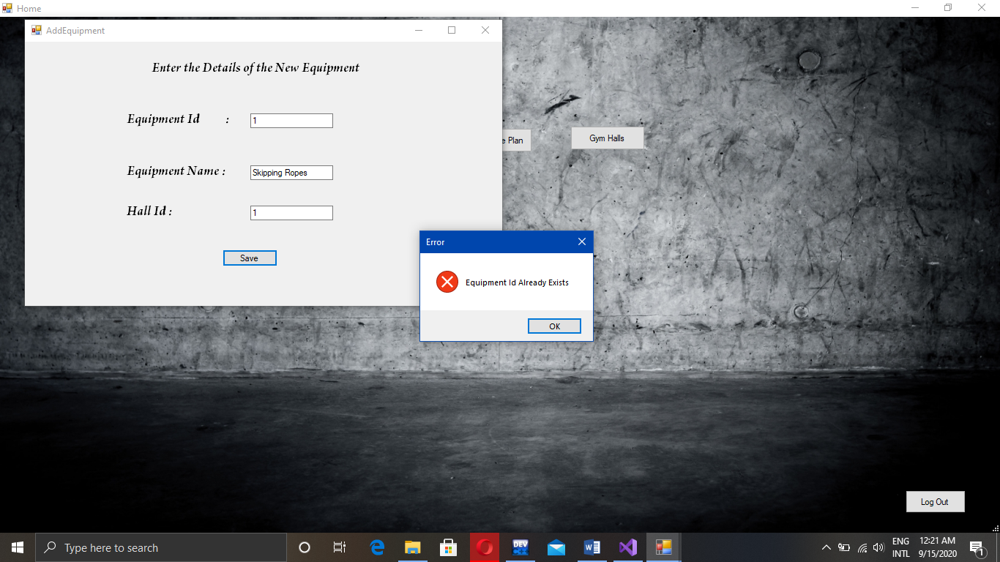 Home
AddEquipment
Enter the Details of the New Equipment
Equipment Id : 1
e Plan
Gym Halls
Equipment Name : Skipping Ropes
Hall Id : 1
Error
Save
Equipment Id Already Exists
OK
Log Out
Type here to search
DEV
C++
ENG
INTL
12:21 AM
9/15/2020
1